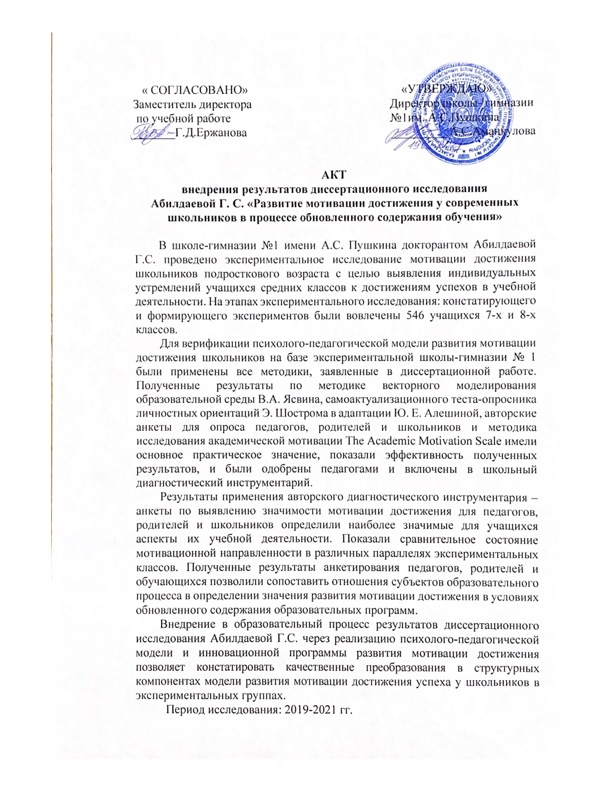 « СОГЛАСОВАНО»
Заместитель директора
по учебной работе
Г.Д.Ержанова
«УТВЕРЖДАЮ»
Директор школы- гимназии
№1им. А.С.Пушкина
А.С.Аманкулова
АКТ
внедрения результатов диссертационного исследования
Абилдаевой Г. С. «Развитие мотивации достижения у современных
школьников в процессе обновленного содержания обучения»
В школе-гимназии №1 имени А.С. Пушкина докторантом Абилдаевой
Г.С. проведено экспериментальное исследование мотивации достижения
школьников подросткового возраста с целью выявления индивидуальных
устремлений учащихся средних классов к достижениям успехов в учебной
деятельности. На этапах экспериментального исследования: констатирующего
и формирующего экспериментов были вовлечены 546 учащихся 7-х и 8-х
классов.
Для верификации психолого-педагогической модели развития мотивации
достижения школьников на базе экспериментальной школы-гимназии № 1
были применены все методики, заявленные в диссертационной работе.
Полученные результаты по методике векторного моделирования
образовательной среды В.А. Ясвина, самоактуализационного теста-опросника
личностных ориентаций Э. Шострома в адаптации Ю. Е. Алешиной, авторские
анкеты для опроса педагогов, родителей и школьников и методика
исследования академической мотивации The Academic Motivation Scale имели
основное практическое значение, показали эффективность полученных
результатов, и были одобрены педагогами и включены в школьный
диагностический инструментарий.
Результаты применения авторского диагностического инструментария –
анкеты по выявлению значимости мотивации достижения для педагогов,
родителей и школьников определили наиболее значимые для учащихся
аспекты их учебной деятельности. Показали сравнительное состояние
мотивационной направленности в различных параллелях экспериментальных
классов. Полученные результаты анкетирования педагогов, родителей и
обучающихся позволили сопоставить отношения субъектов образовательного
процесса в определении значения развития мотивации достижения в условиях
обновленного содержания образовательных программ.
Внедрение в образовательный процесс результатов диссертационного
исследования Абилдаевой Г.С. через реализацию психолого-педагогической
модели и инновационной программы развития мотивации достижения
позволяет констатировать качественные преобразования в структурных
компонентах модели развития мотивации достижения успеха у школьников в
экспериментальных группах.
Период исследования: 2019-2021 гг.